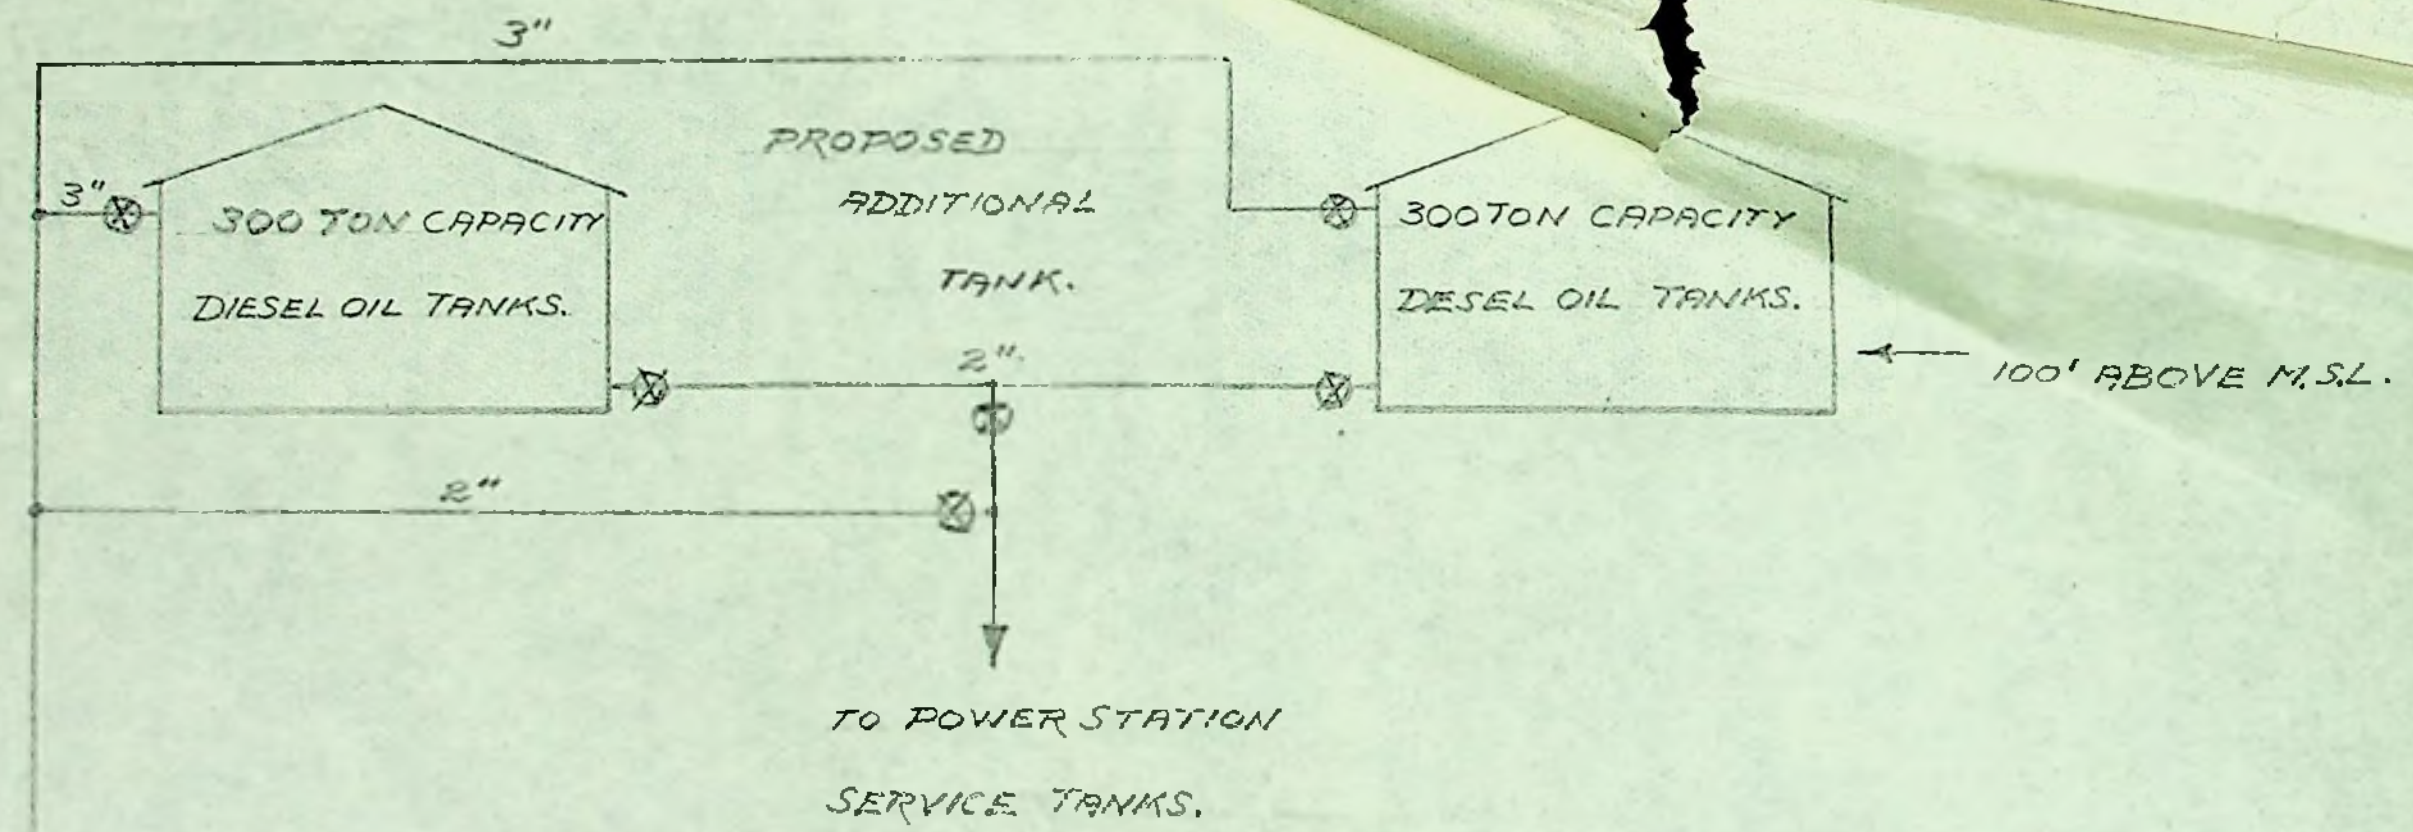 3"
PROPOSED
ADDITIONAL
TANK.
3"
300 TON CAPACITY
DIESEL OIL TANKS.
300 TON CAPACITY
DESEL OIL TANKS.
2"
100' ABOVE M.S.L.
2"
TO POWER STATION
SERVICE TANKS.